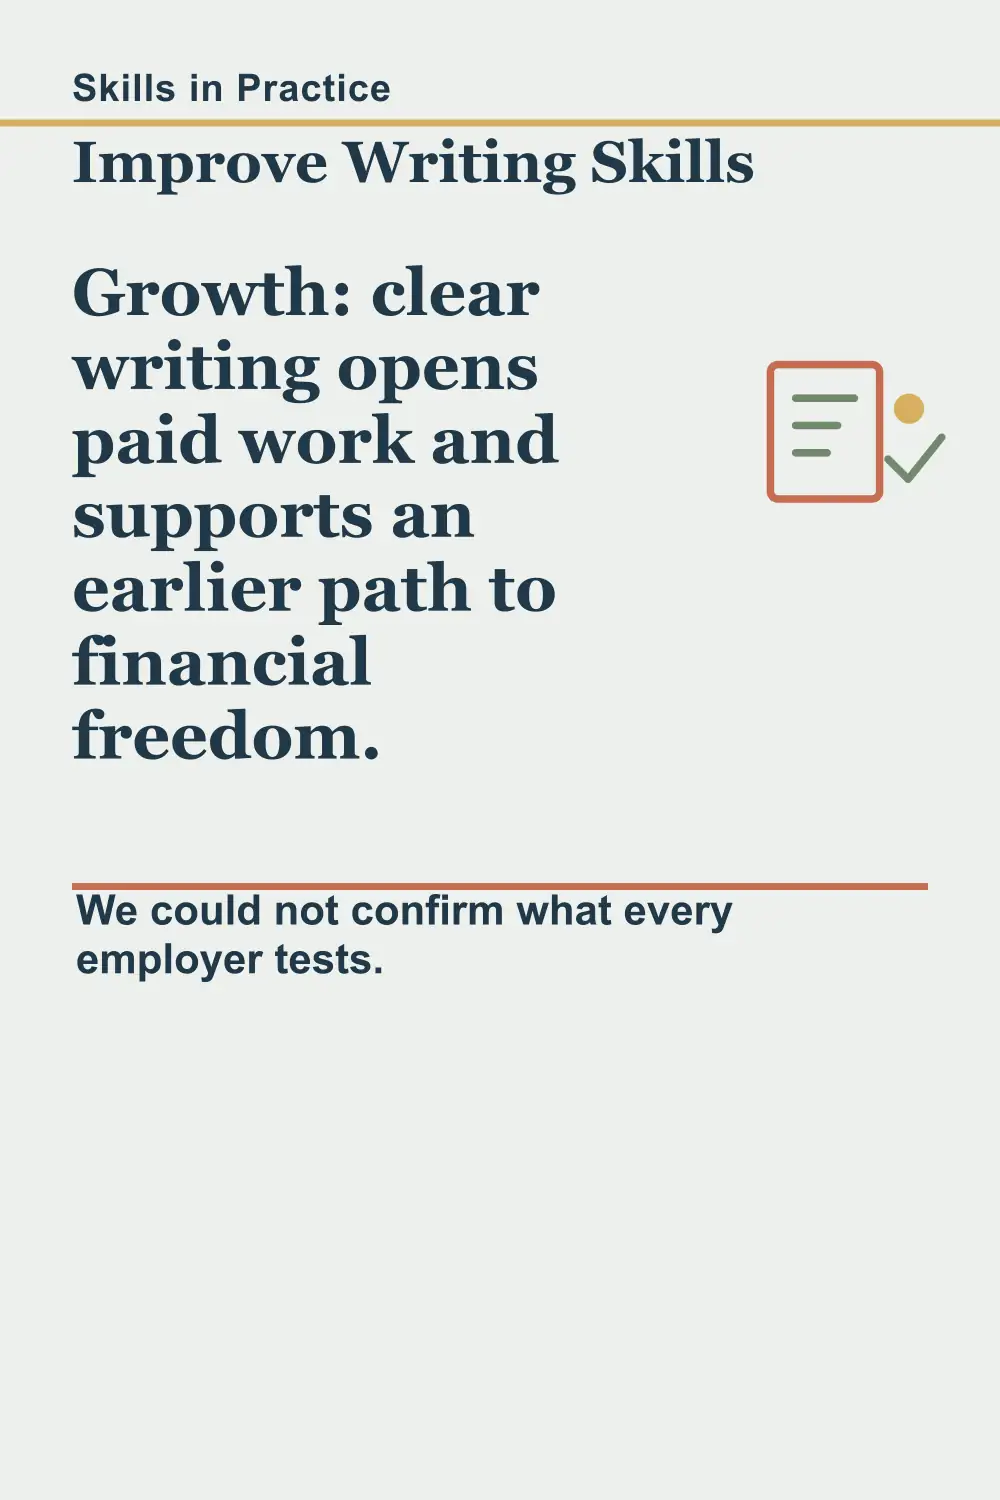 Skills in Practice
Improve Writing Skills
Growth: clear
writing opens
paid work and
supports an
earlier path to
financial
freedom.
We could not confirm what every
employer tests.